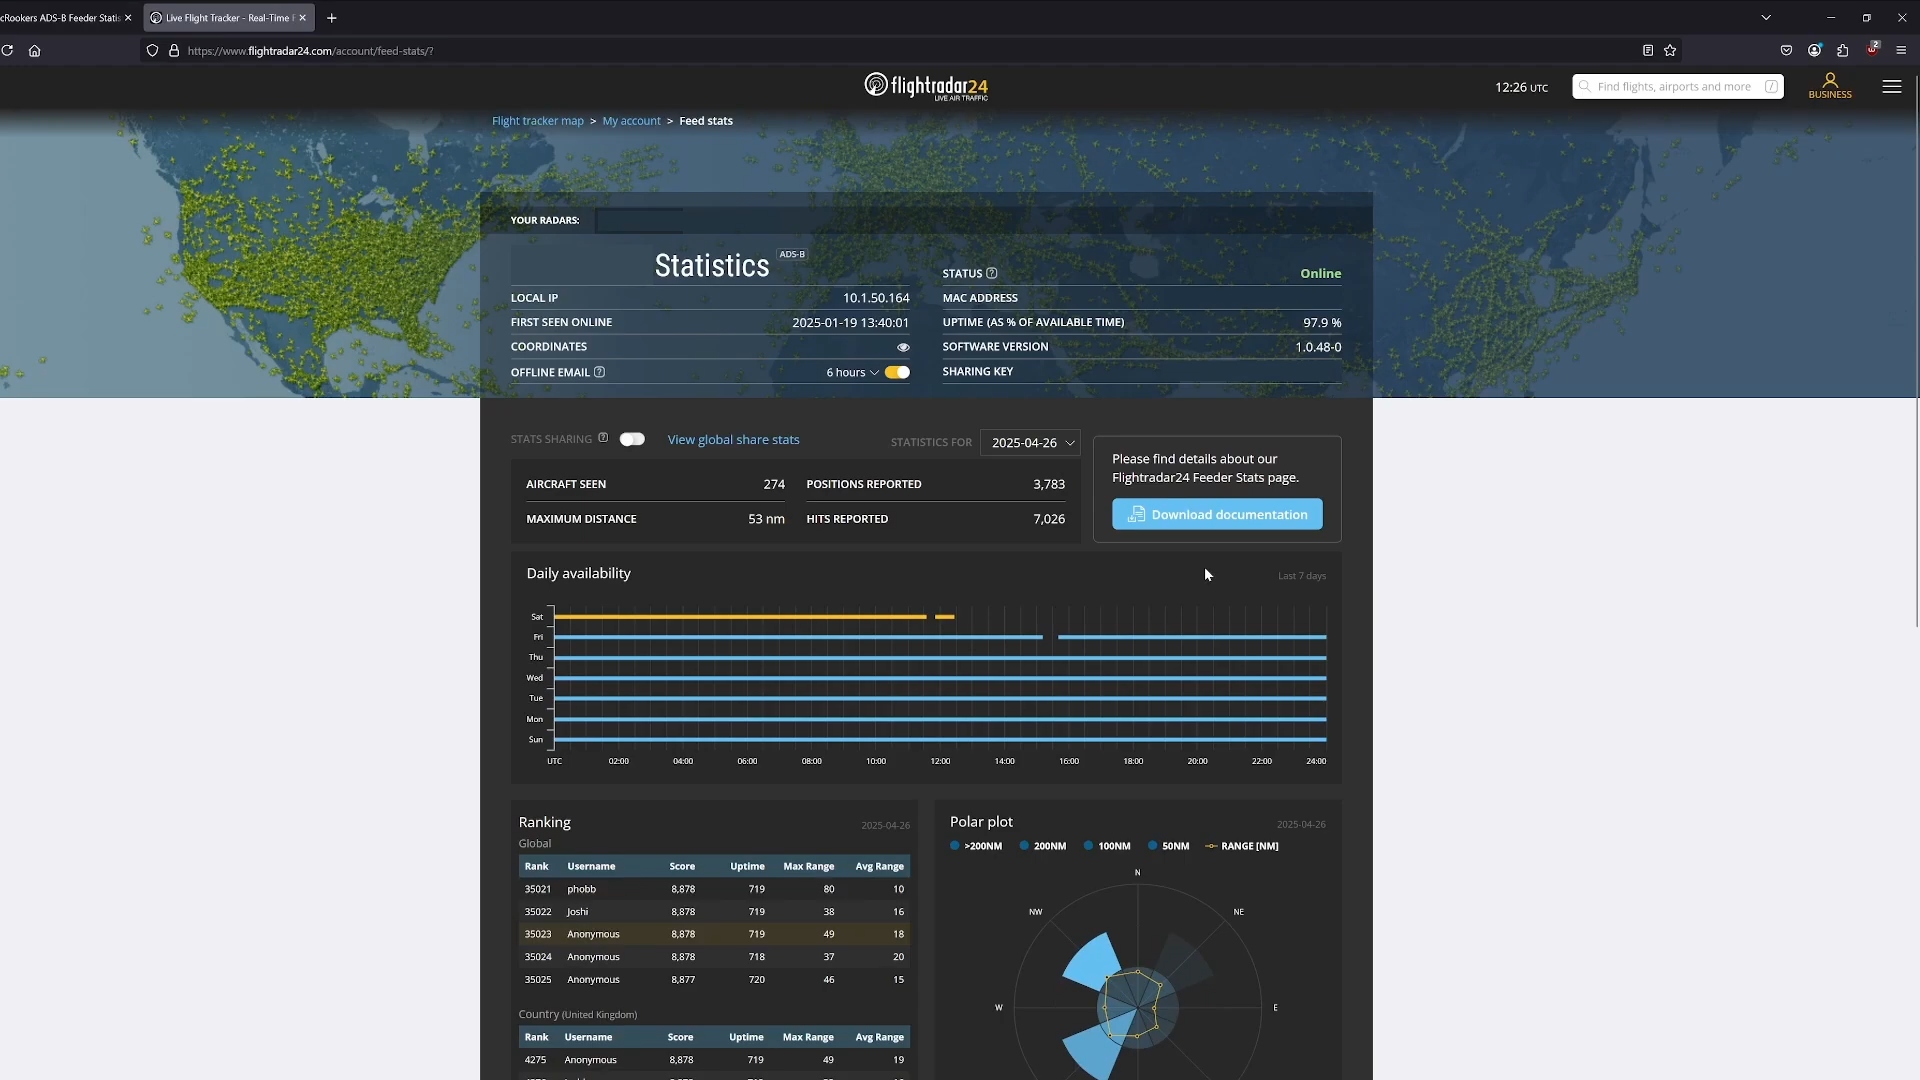 cRookers ADS-B Feeder Statis
Live Flight Tracker - Real-Time F
https://www.flightradar24.com/account/feed-stats/?
2
flightradar24
LIVE AIR TRAFFIC
12:26 UTC
Find flights, airports and more
/
BUSINESS
Flight tracker map > My account > Feed stats
YOUR RADARS:
Statistics ADS-B
STATUS ? Online
LOCAL IP 10.1.50.164
MAC ADDRESS
FIRST SEEN ONLINE 2025-01-19 13:40:01
UPTIME (AS % OF AVAILABLE TIME) 97.9 %
COORDINATES
SOFTWARE VERSION 1.0.48-0
OFFLINE EMAIL ? 6 hours
SHARING KEY
STATS SHARING ?
View global share stats
STATISTICS FOR 2025-04-26
AIRCRAFT SEEN 274
POSITIONS REPORTED 3,783
MAXIMUM DISTANCE 53 nm
HITS REPORTED 7,026
Please find details about our
Flightradar24 Feeder Stats page.
Download documentation
Daily availability
Last 7 days
Sat
Fri
Thu
Wed
Tue
Mon
Sun
UTC 02:00 04:00 06:00 08:00 10:00 12:00 14:00 16:00 18:00 20:00 22:00 24:00
Ranking
2025-04-26
Global
Rank Username Score Uptime Max Range Avg Range
35021 phobb 8,878 719 80 10
35022 Joshi 8,878 719 38 16
35023 Anonymous 8,878 719 49 18
35024 Anonymous 8,878 718 37 20
35025 Anonymous 8,877 720 46 15
Country (United Kingdom)
Rank Username Score Uptime Max Range Avg Range
4275 Anonymous 8,878 719 49 19
Polar plot
2025-04-26
>200NM 200NM 100NM 50NM RANGE [NM]
N
NW
NE
W
E